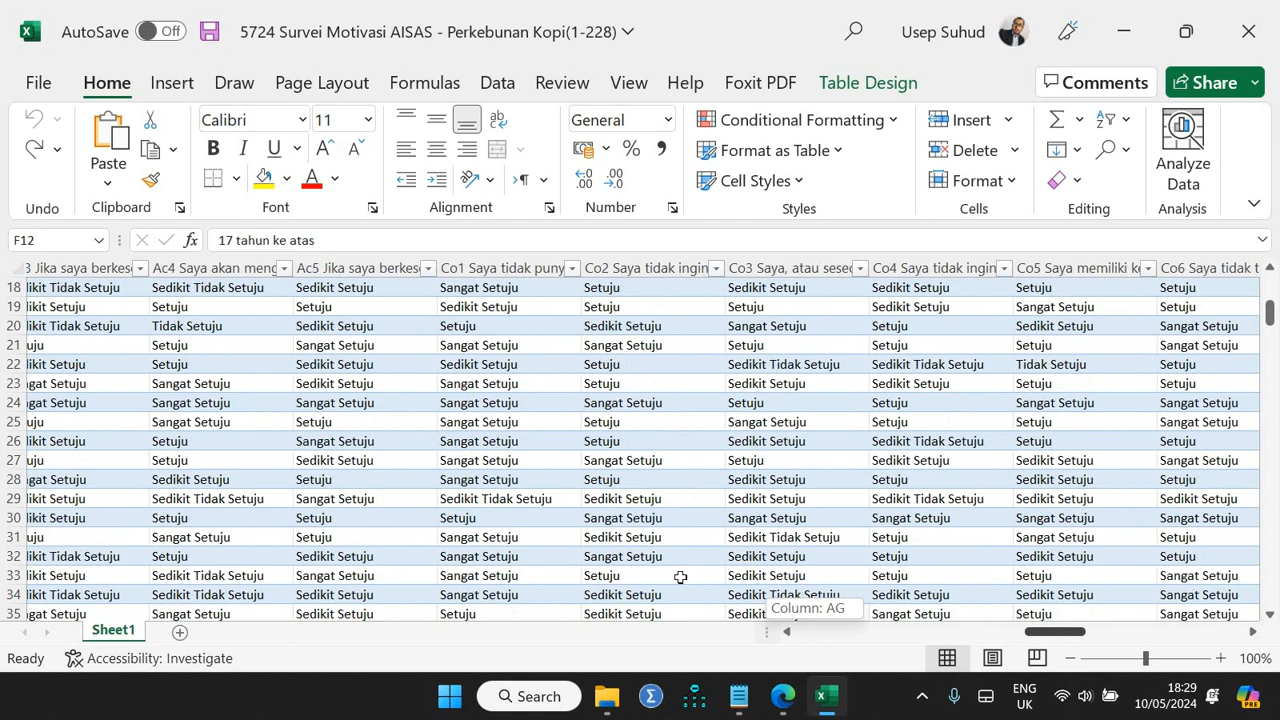 AutoSave Off 5724 Survei Motivasi AISAS - Perkebunan Kopi(1-228) Usep Suhud
File Home Insert Draw Page Layout Formulas Data Review View Help Foxit PDF Table Design Comments Share
Calibri 11 General Conditional Formatting Insert
Paste Format as Table Delete Analyze Data
Cell Styles Format
Undo Clipboard Font Alignment Number Styles Cells Editing Analysis
F12 17 tahun ke atas
3 Jika saya berkese Ac4 Saya akan meng Ac5 Jika saya berkese Co1 Saya tidak puny Co2 Saya tidak ingin Co3 Saya, atau sesec Co4 Saya tidak ingin Co5 Saya memiliki ke Co6 Saya tidak t
18 dikit Tidak Setuju Sedikit Tidak Setuju Sedikit Setuju Sangat Setuju Setuju Sedikit Setuju Sedikit Setuju Setuju Setuju
19 dikit Setuju Setuju Setuju Sedikit Setuju Setuju Setuju Setuju Sangat Setuju Setuju
20 dikit Tidak Setuju Tidak Setuju Sedikit Setuju Setuju Sedikit Setuju Sangat Setuju Setuju Sedikit Setuju Sangat Setuju
21 uju Setuju Sangat Setuju Sangat Setuju Sangat Setuju Setuju Setuju Setuju Sangat Setuju
22 dikit Setuju Setuju Sedikit Setuju Sedikit Setuju Setuju Sedikit Tidak Setuju Sedikit Tidak Setuju Tidak Setuju Setuju
23 ngat Setuju Sangat Setuju Sedikit Setuju Sangat Setuju Setuju Sedikit Setuju Sedikit Setuju Setuju Setuju
24 ngat Setuju Sangat Setuju Sangat Setuju Sangat Setuju Sangat Setuju Setuju Setuju Sangat Setuju Setuju
25 uju Sangat Setuju Setuju Sangat Setuju Setuju Sangat Setuju Setuju Setuju Sangat Setuju
26 dikit Setuju Setuju Sangat Setuju Sangat Setuju Setuju Sedikit Setuju Sedikit Tidak Setuju Setuju Sangat Setuju
27 uju Setuju Sedikit Setuju Sangat Setuju Sangat Setuju Setuju Setuju Sedikit Setuju Sangat Setuju
28 ngat Setuju Sedikit Setuju Setuju Sangat Setuju Setuju Sedikit Setuju Setuju Sedikit Setuju Setuju
29 dikit Setuju Sedikit Tidak Setuju Sangat Setuju Sedikit Tidak Setuju Sedikit Setuju Sedikit Setuju Sedikit Tidak Setuju Sedikit Setuju Sedikit Setuju
30 dikit Setuju Setuju Setuju Setuju Sangat Setuju Setuju Sangat Setuju Sedikit Setuju Sangat Setuju
31 uju Sangat Setuju Setuju Sangat Setuju Sedikit Setuju Sedikit Tidak Setuju Setuju Sangat Setuju Setuju
32 dikit Tidak Setuju Setuju Sedikit Setuju Sangat Setuju Sangat Setuju Sedikit Setuju Setuju Sedikit Setuju Setuju
33 dikit Setuju Sedikit Tidak Setuju Sangat Setuju Sangat Setuju Setuju Sedikit Setuju Setuju Setuju Sangat Setuju
34 dikit Tidak Setuju Sedikit Tidak Setuju Sedikit Setuju Sangat Setuju Sedikit Setuju Sedikit Tidak Setuju Setuju Sedikit Setuju Sangat Setuju
35 ngat Setuju Sangat Setuju Sedikit Setuju Setuju Sedikit Setuju Sangat Setuju Sedikit Setuju Sangat Setuju
Column: AG
Sheet1
Ready Accessibility: Investigate 100%
Search ENG UK 18:29 10/05/2024